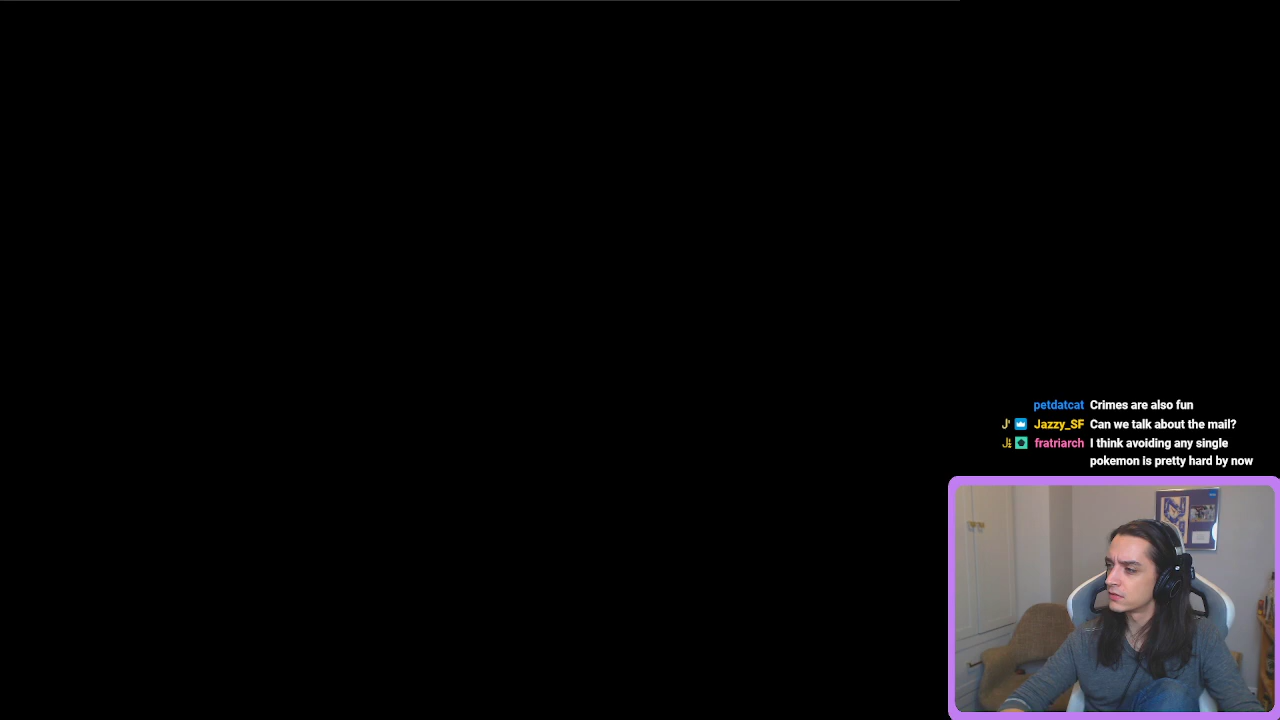 petdatcat Crimes are also fun
Jazzy_SF Can we talk about the mail?
fratriarch I think avoiding any single
pokemon is pretty hard by now